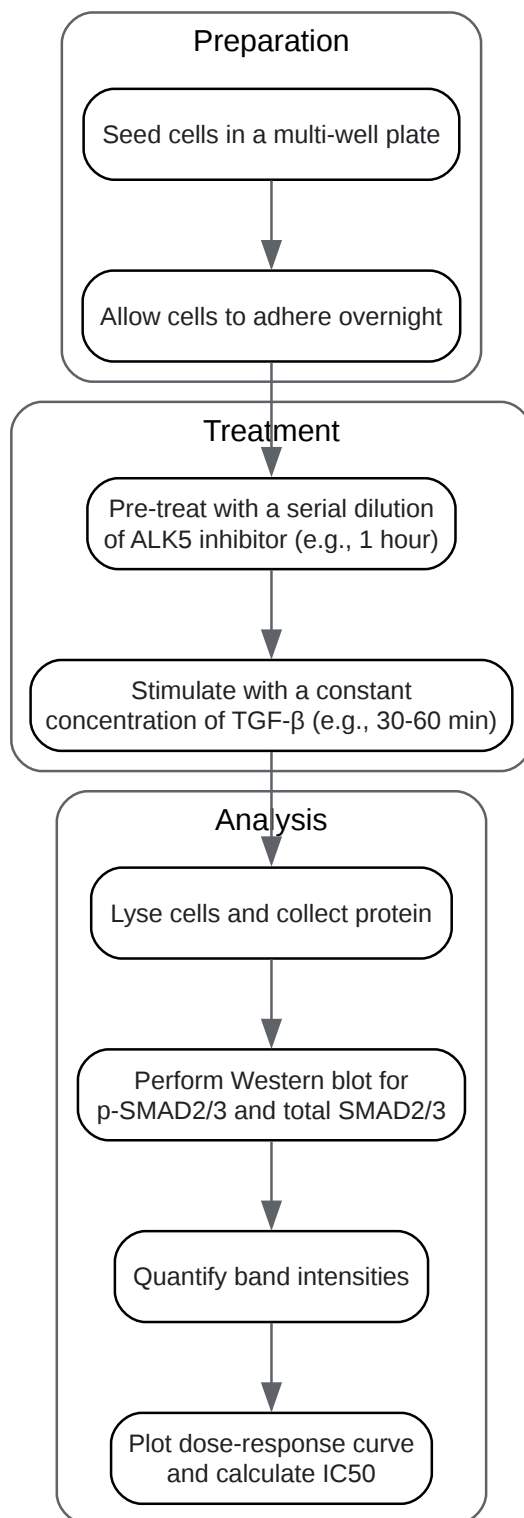 Preparation
Seed cells in a multi-well plate
Allow cells to adhere overnight
Treatment
Pre-treat with a serial dilution
of ALK5 inhibitor (e.g., 1 hour)
Stimulate with a constant
concentration of TGF-β (e.g., 30-60 min)
Analysis
Lyse cells and collect protein
Perform Western blot for
p-SMAD2/3 and total SMAD2/3
Quantify band intensities
Plot dose-response curve
and calculate IC50